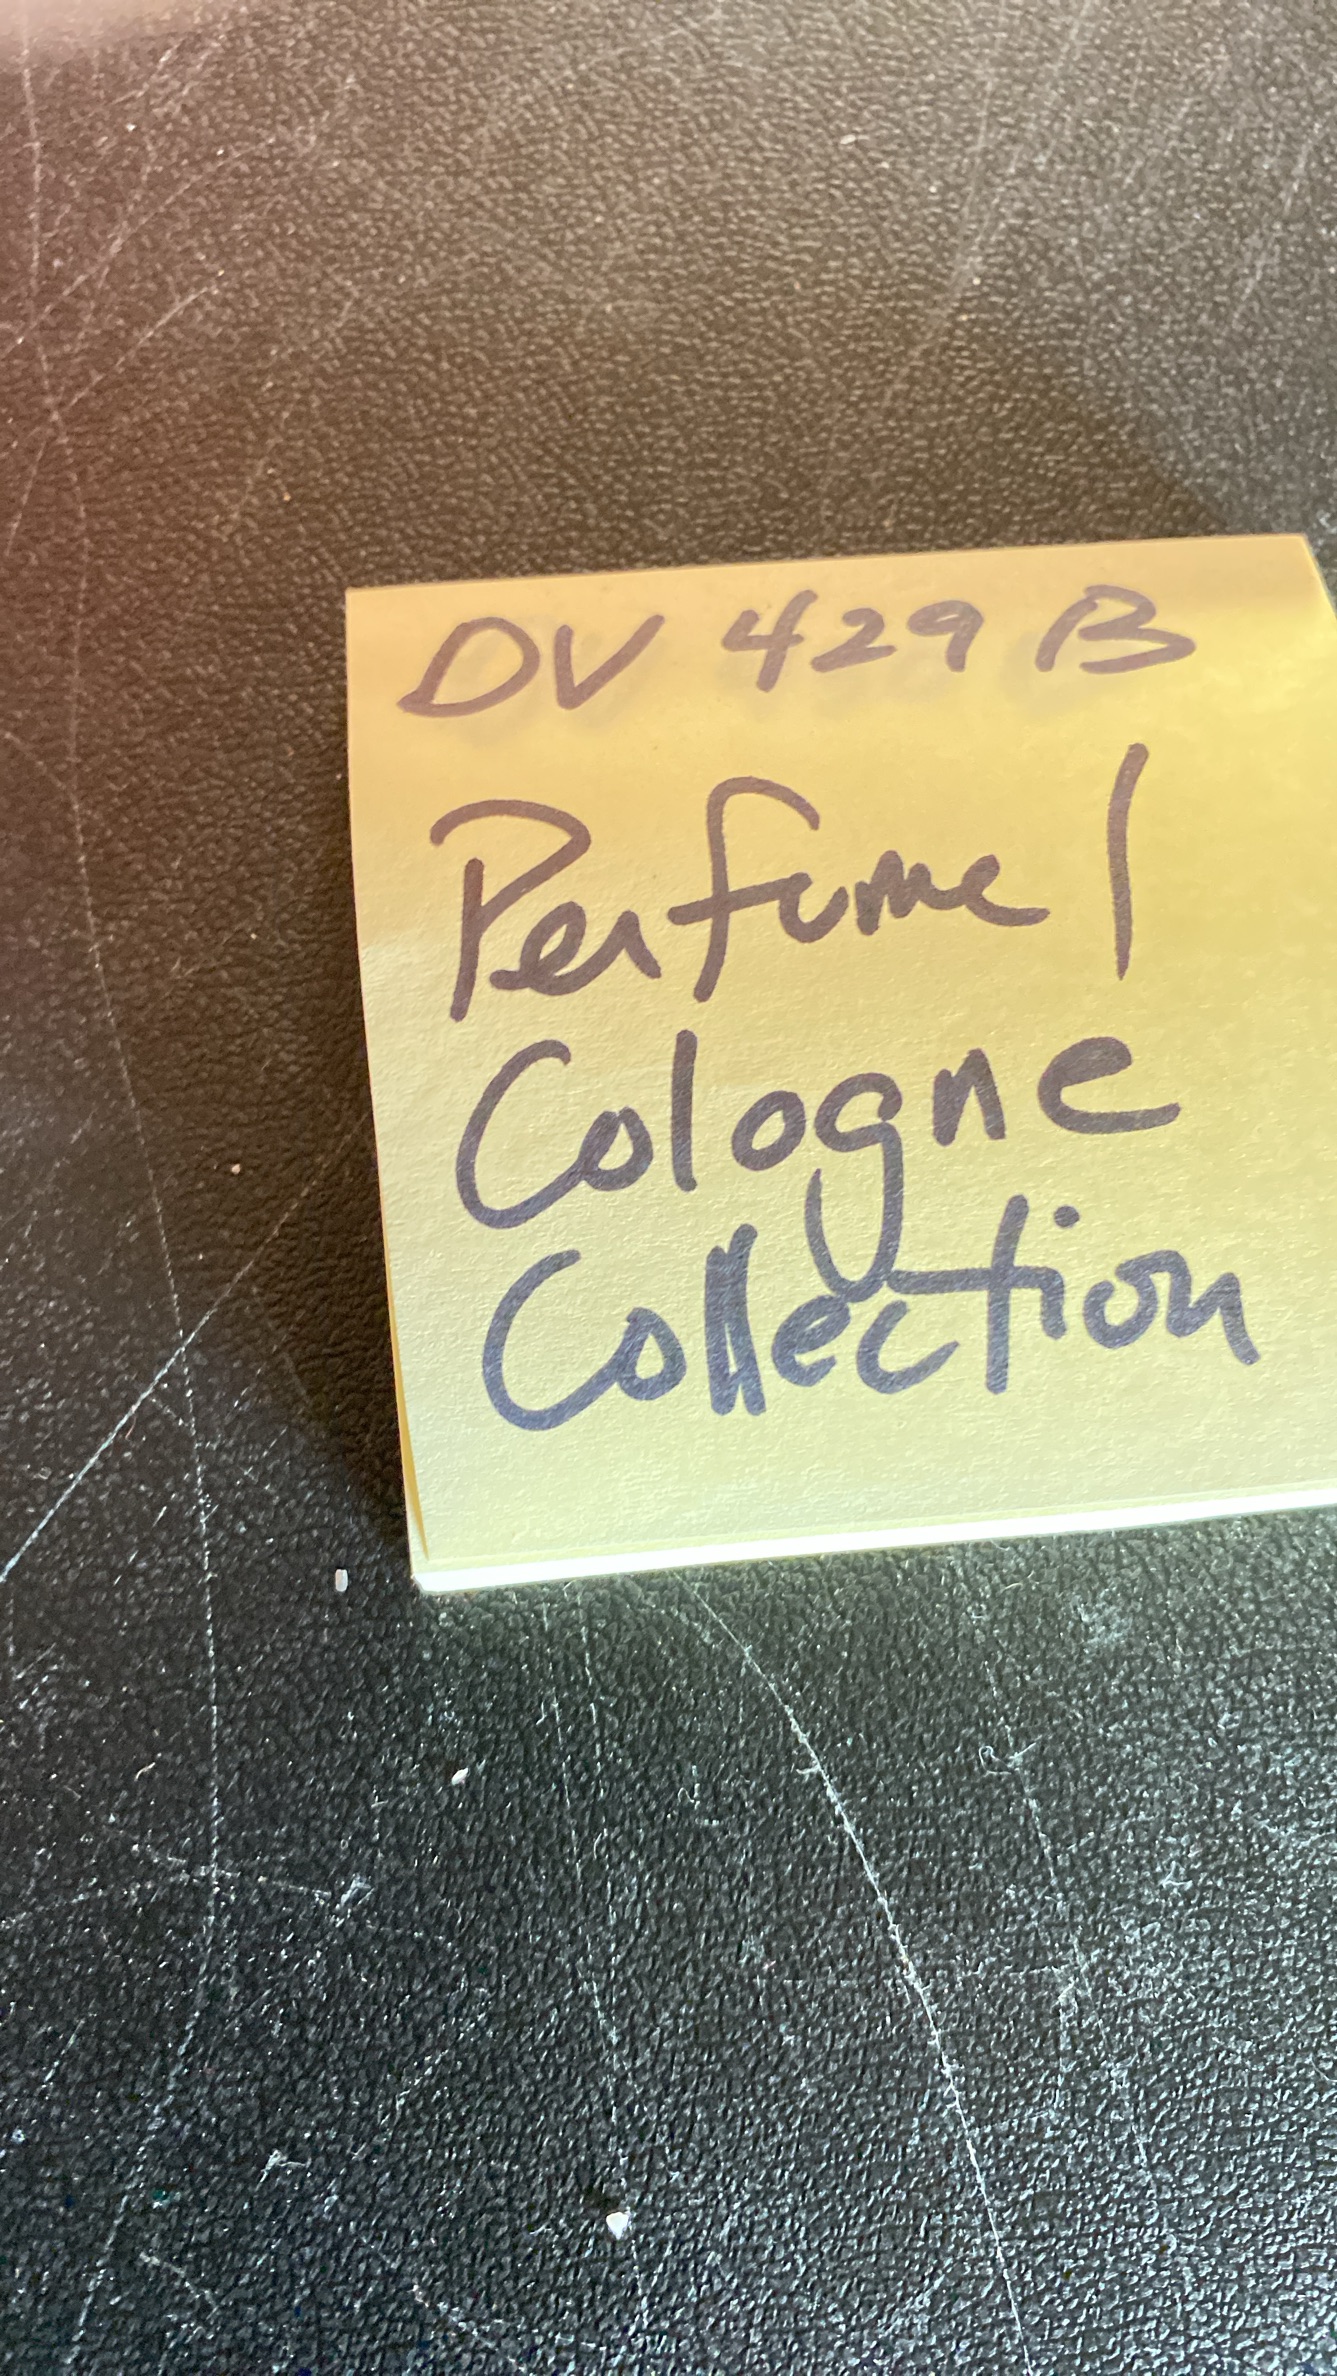 DV 429 B
Perfume /
Cologne
Collection